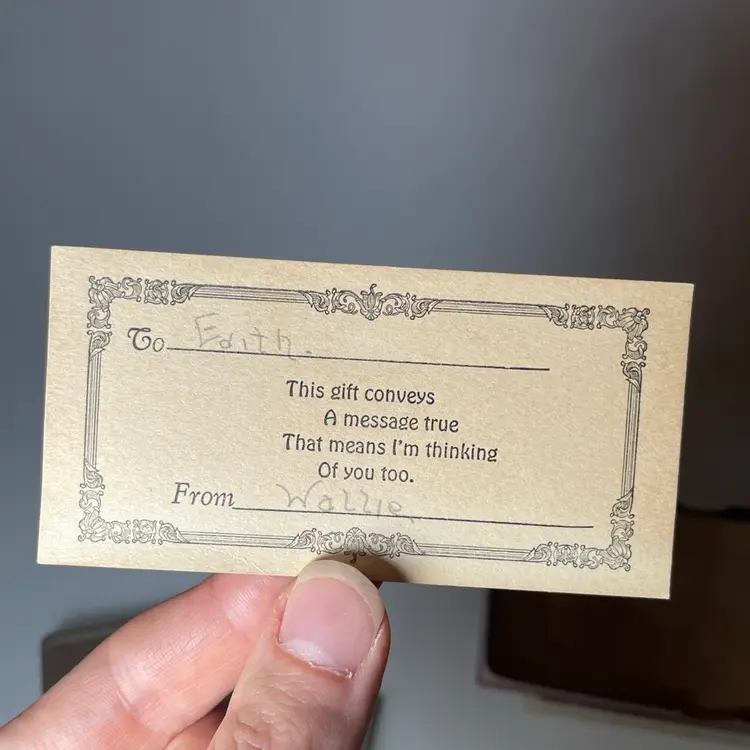 To Edith.
This gift conveys
A message true
That means I'm thinking
Of you too.
From Wallie